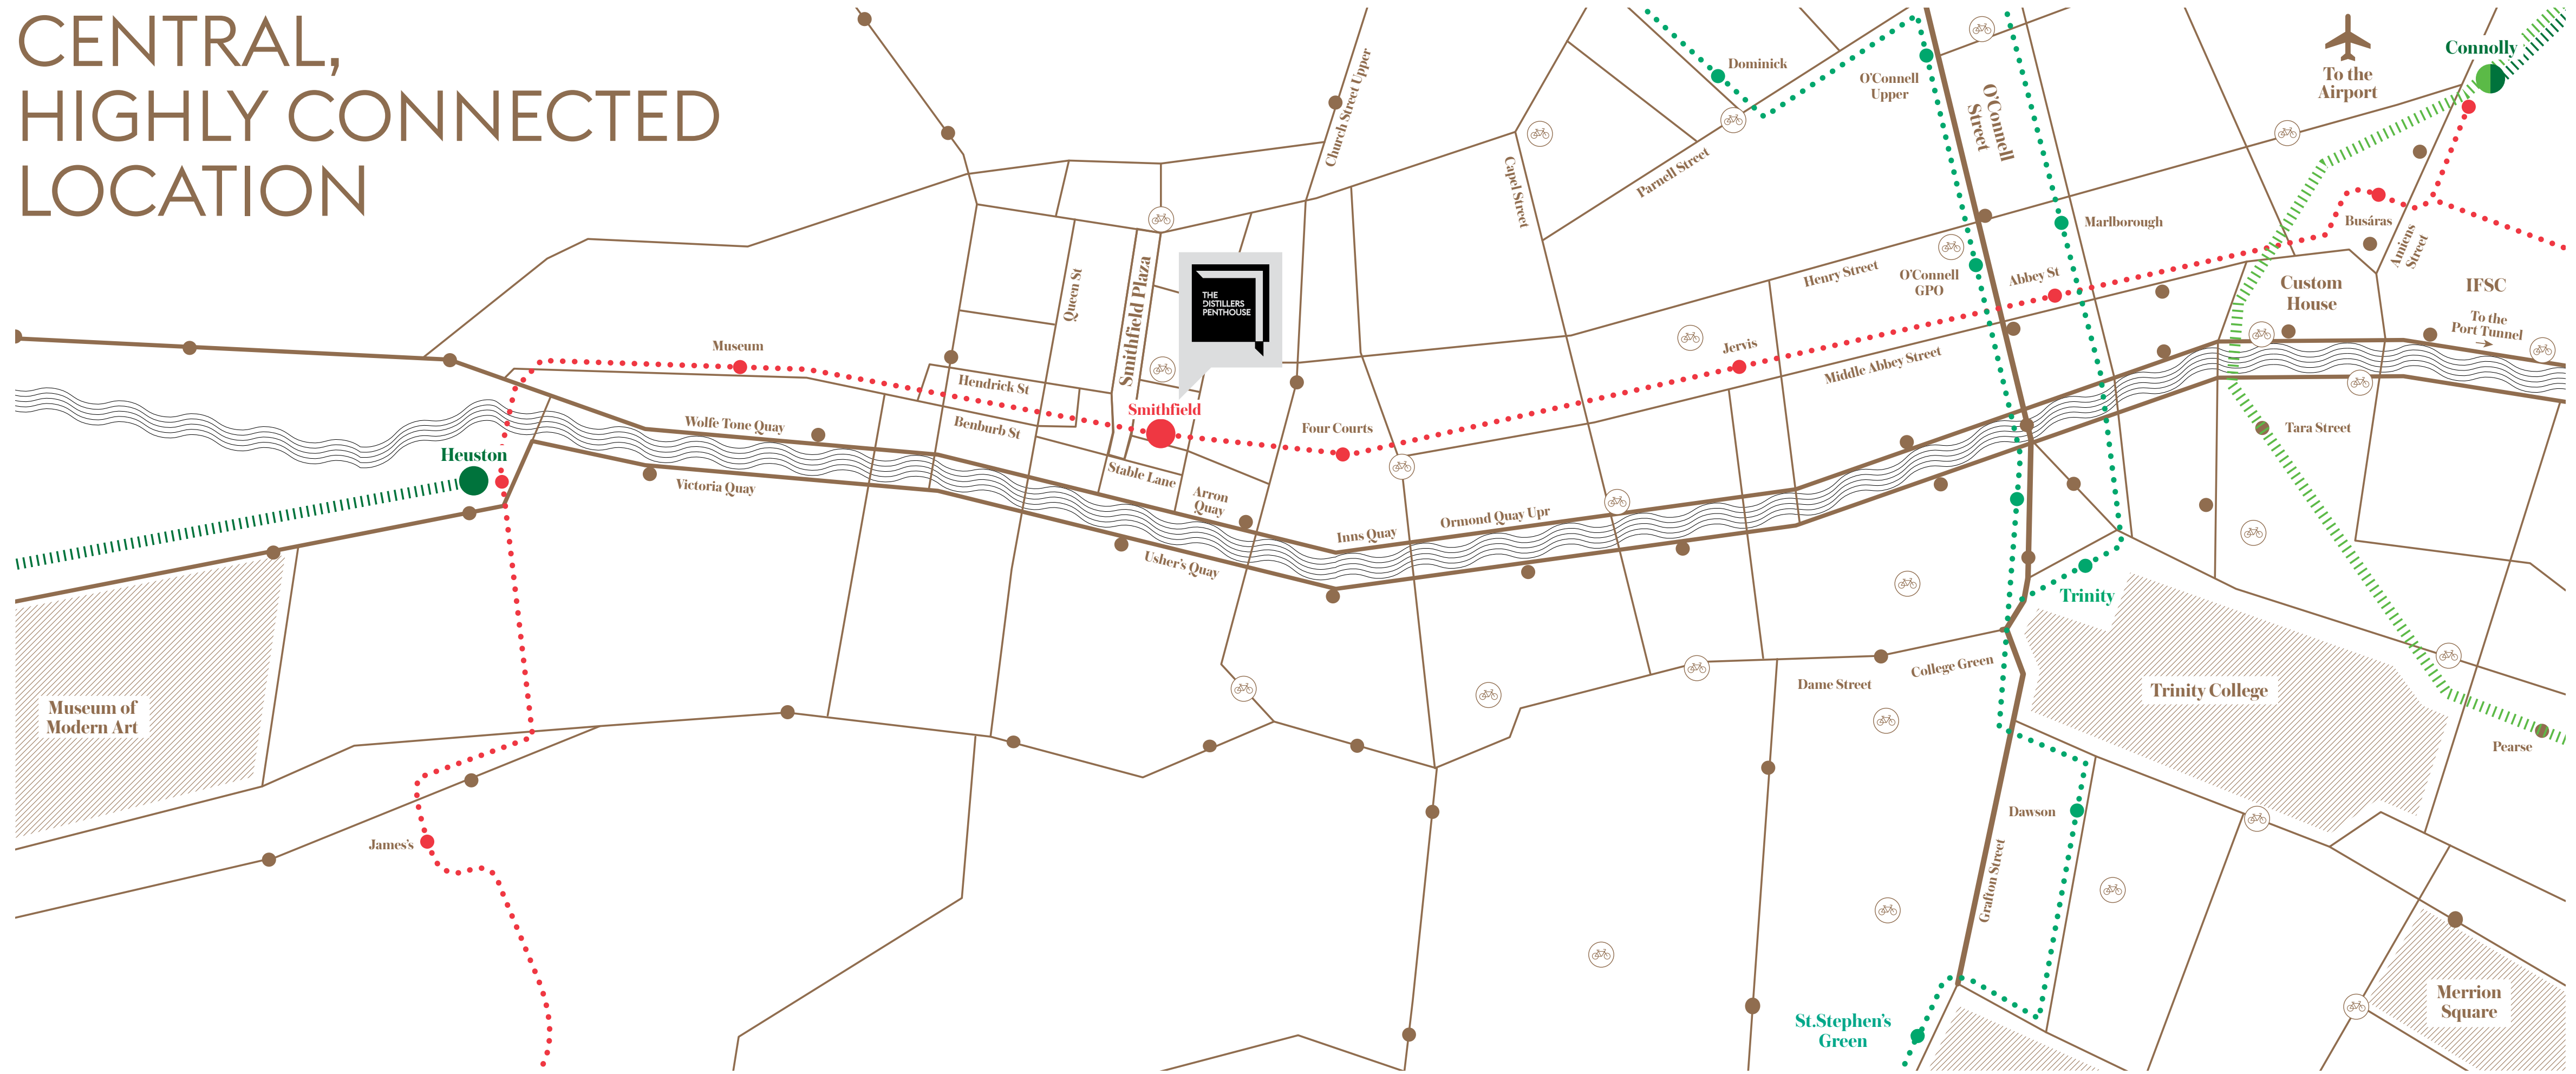 CENTRAL,
HIGHLY CONNECTED
LOCATION
Church Street Upper
Dominick
O'Connell
Upper
O'Connell
Street
To the
Airport
Connolly
Capel Street
Parnell Street
Marlborough
Busáras
Amiens
Street
Queen St
Smithfield Plaza
THE
DISTILLERS
PENTHOUSE
Henry Street
O'Connell
GPO
Abbey St
Custom
House
IFSC
To the
Port Tunnel
Museum
Hendrick St
Jervis
Middle Abbey Street
Smithfield
Wolfe Tone Quay
Benburb St
Four Courts
Tara Street
Heuston
Victoria Quay
Stable Lane
Arron
Quay
Inns Quay
Ormond Quay Upr
Usher's Quay
Trinity
Museum of
Modern Art
Dame Street
College Green
Trinity College
Pearse
James's
Dawson
Grafton Street
St.Stephen's
Green
Merrion
Square